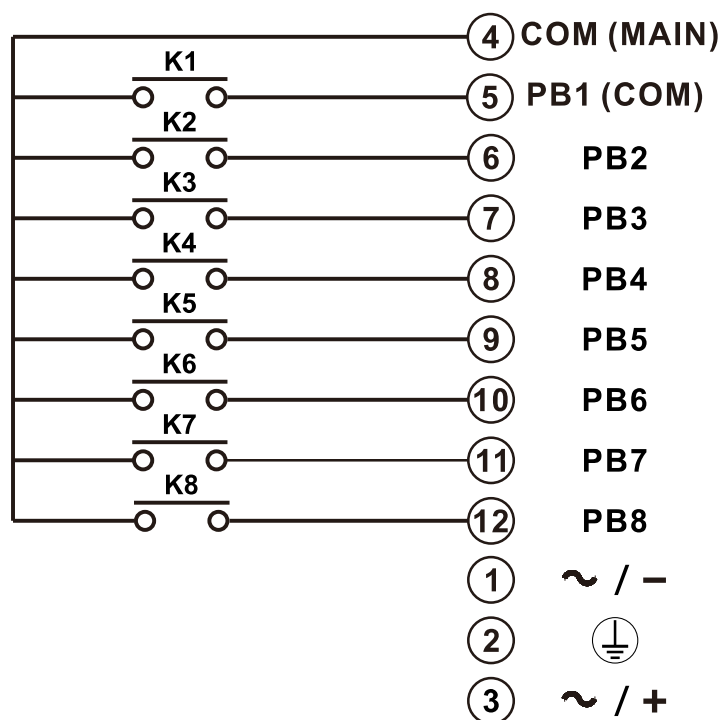 4 COM (MAIN)
K1
5 PB1 (COM)
K2
6 PB2
K3
7 PB3
K4
8 PB4
K5
9 PB5
K6
10 PB6
K7
11 PB7
K8
12 PB8
1 ~ / −
2
3 ~ / +